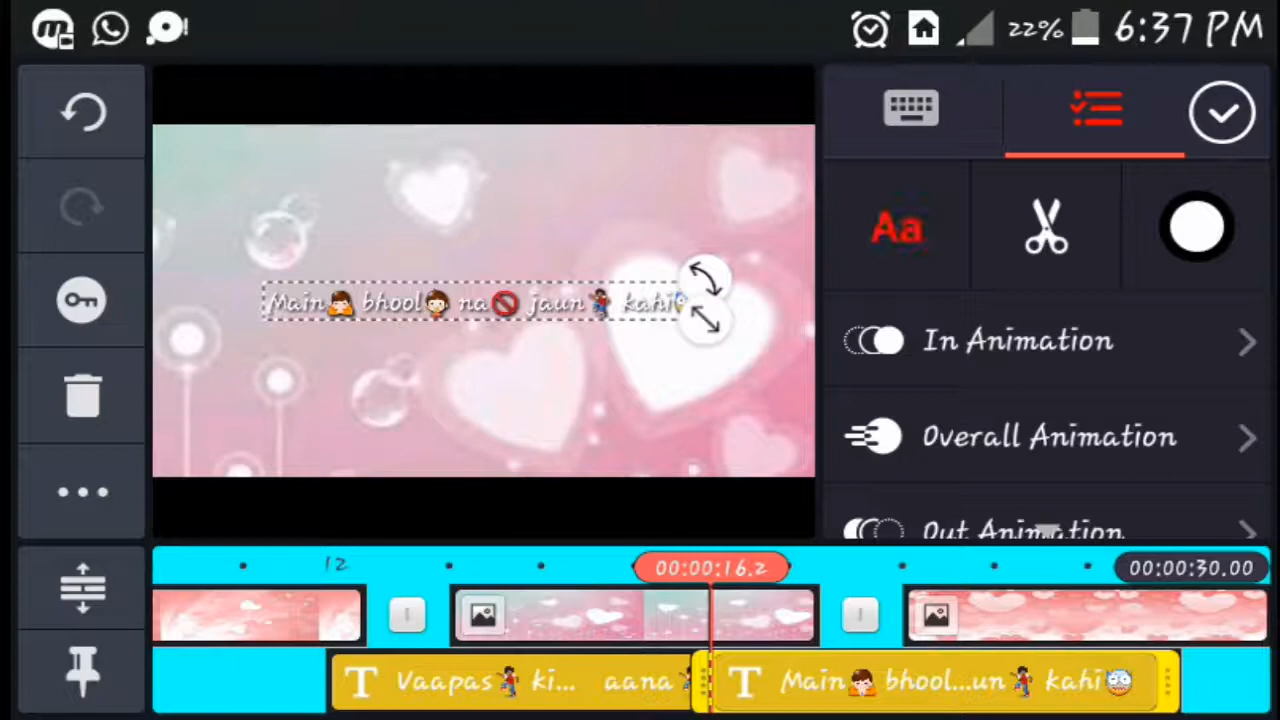 22% 6:37 PM
Main🙇 bhool🙍 na🚫 jaun🏃 kahi
Aa
In Animation
Overall Animation
Out Animation
12
00:00:16.2
00:00:30.00
T Vaapas🏃 ki... aana
T Main🙇 bhool...un🏃 kahi🥶